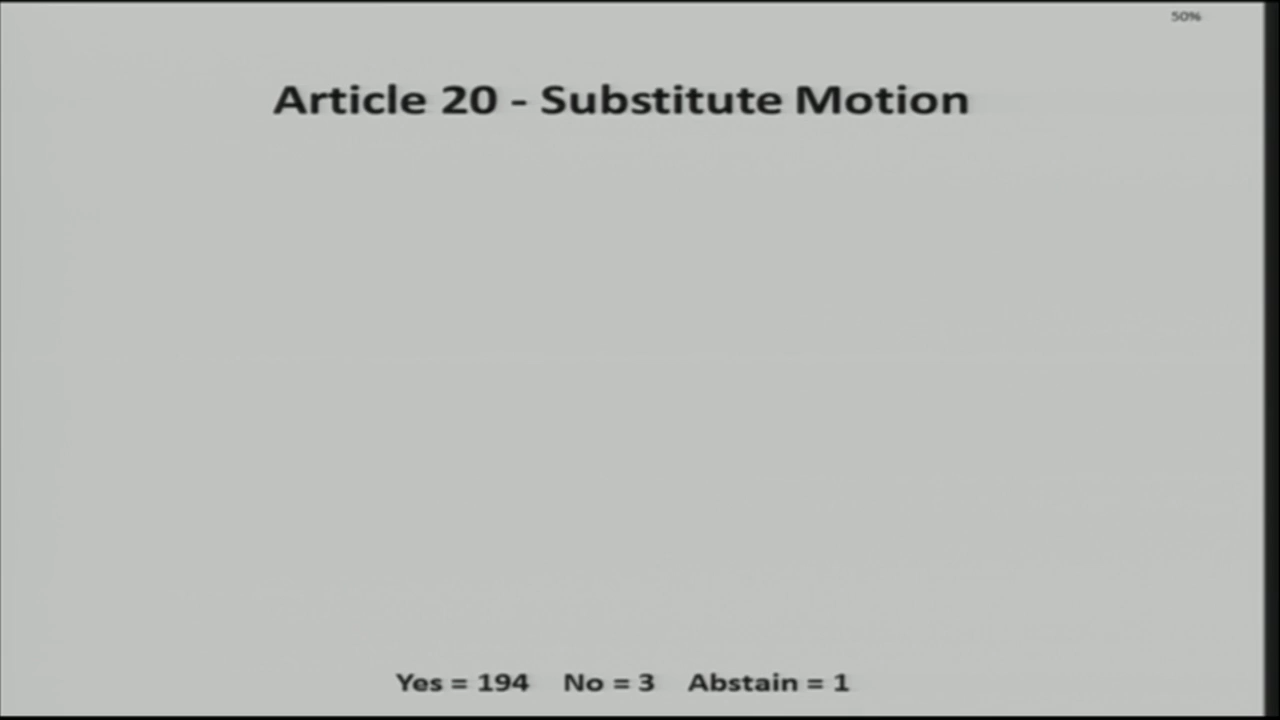 50%
Article 20 - Substitute Motion
Yes = 194 No = 3 Abstain = 1